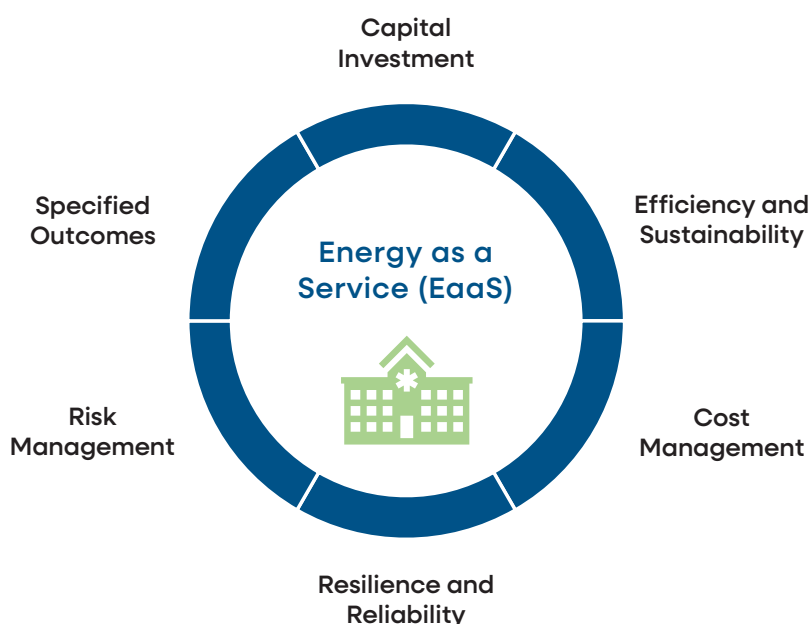 Capital
Investment
Specified
Outcomes
Efficiency and
Sustainability
Energy as a
Service (EaaS)
Risk
Management
Cost
Management
Resilience and
Reliability